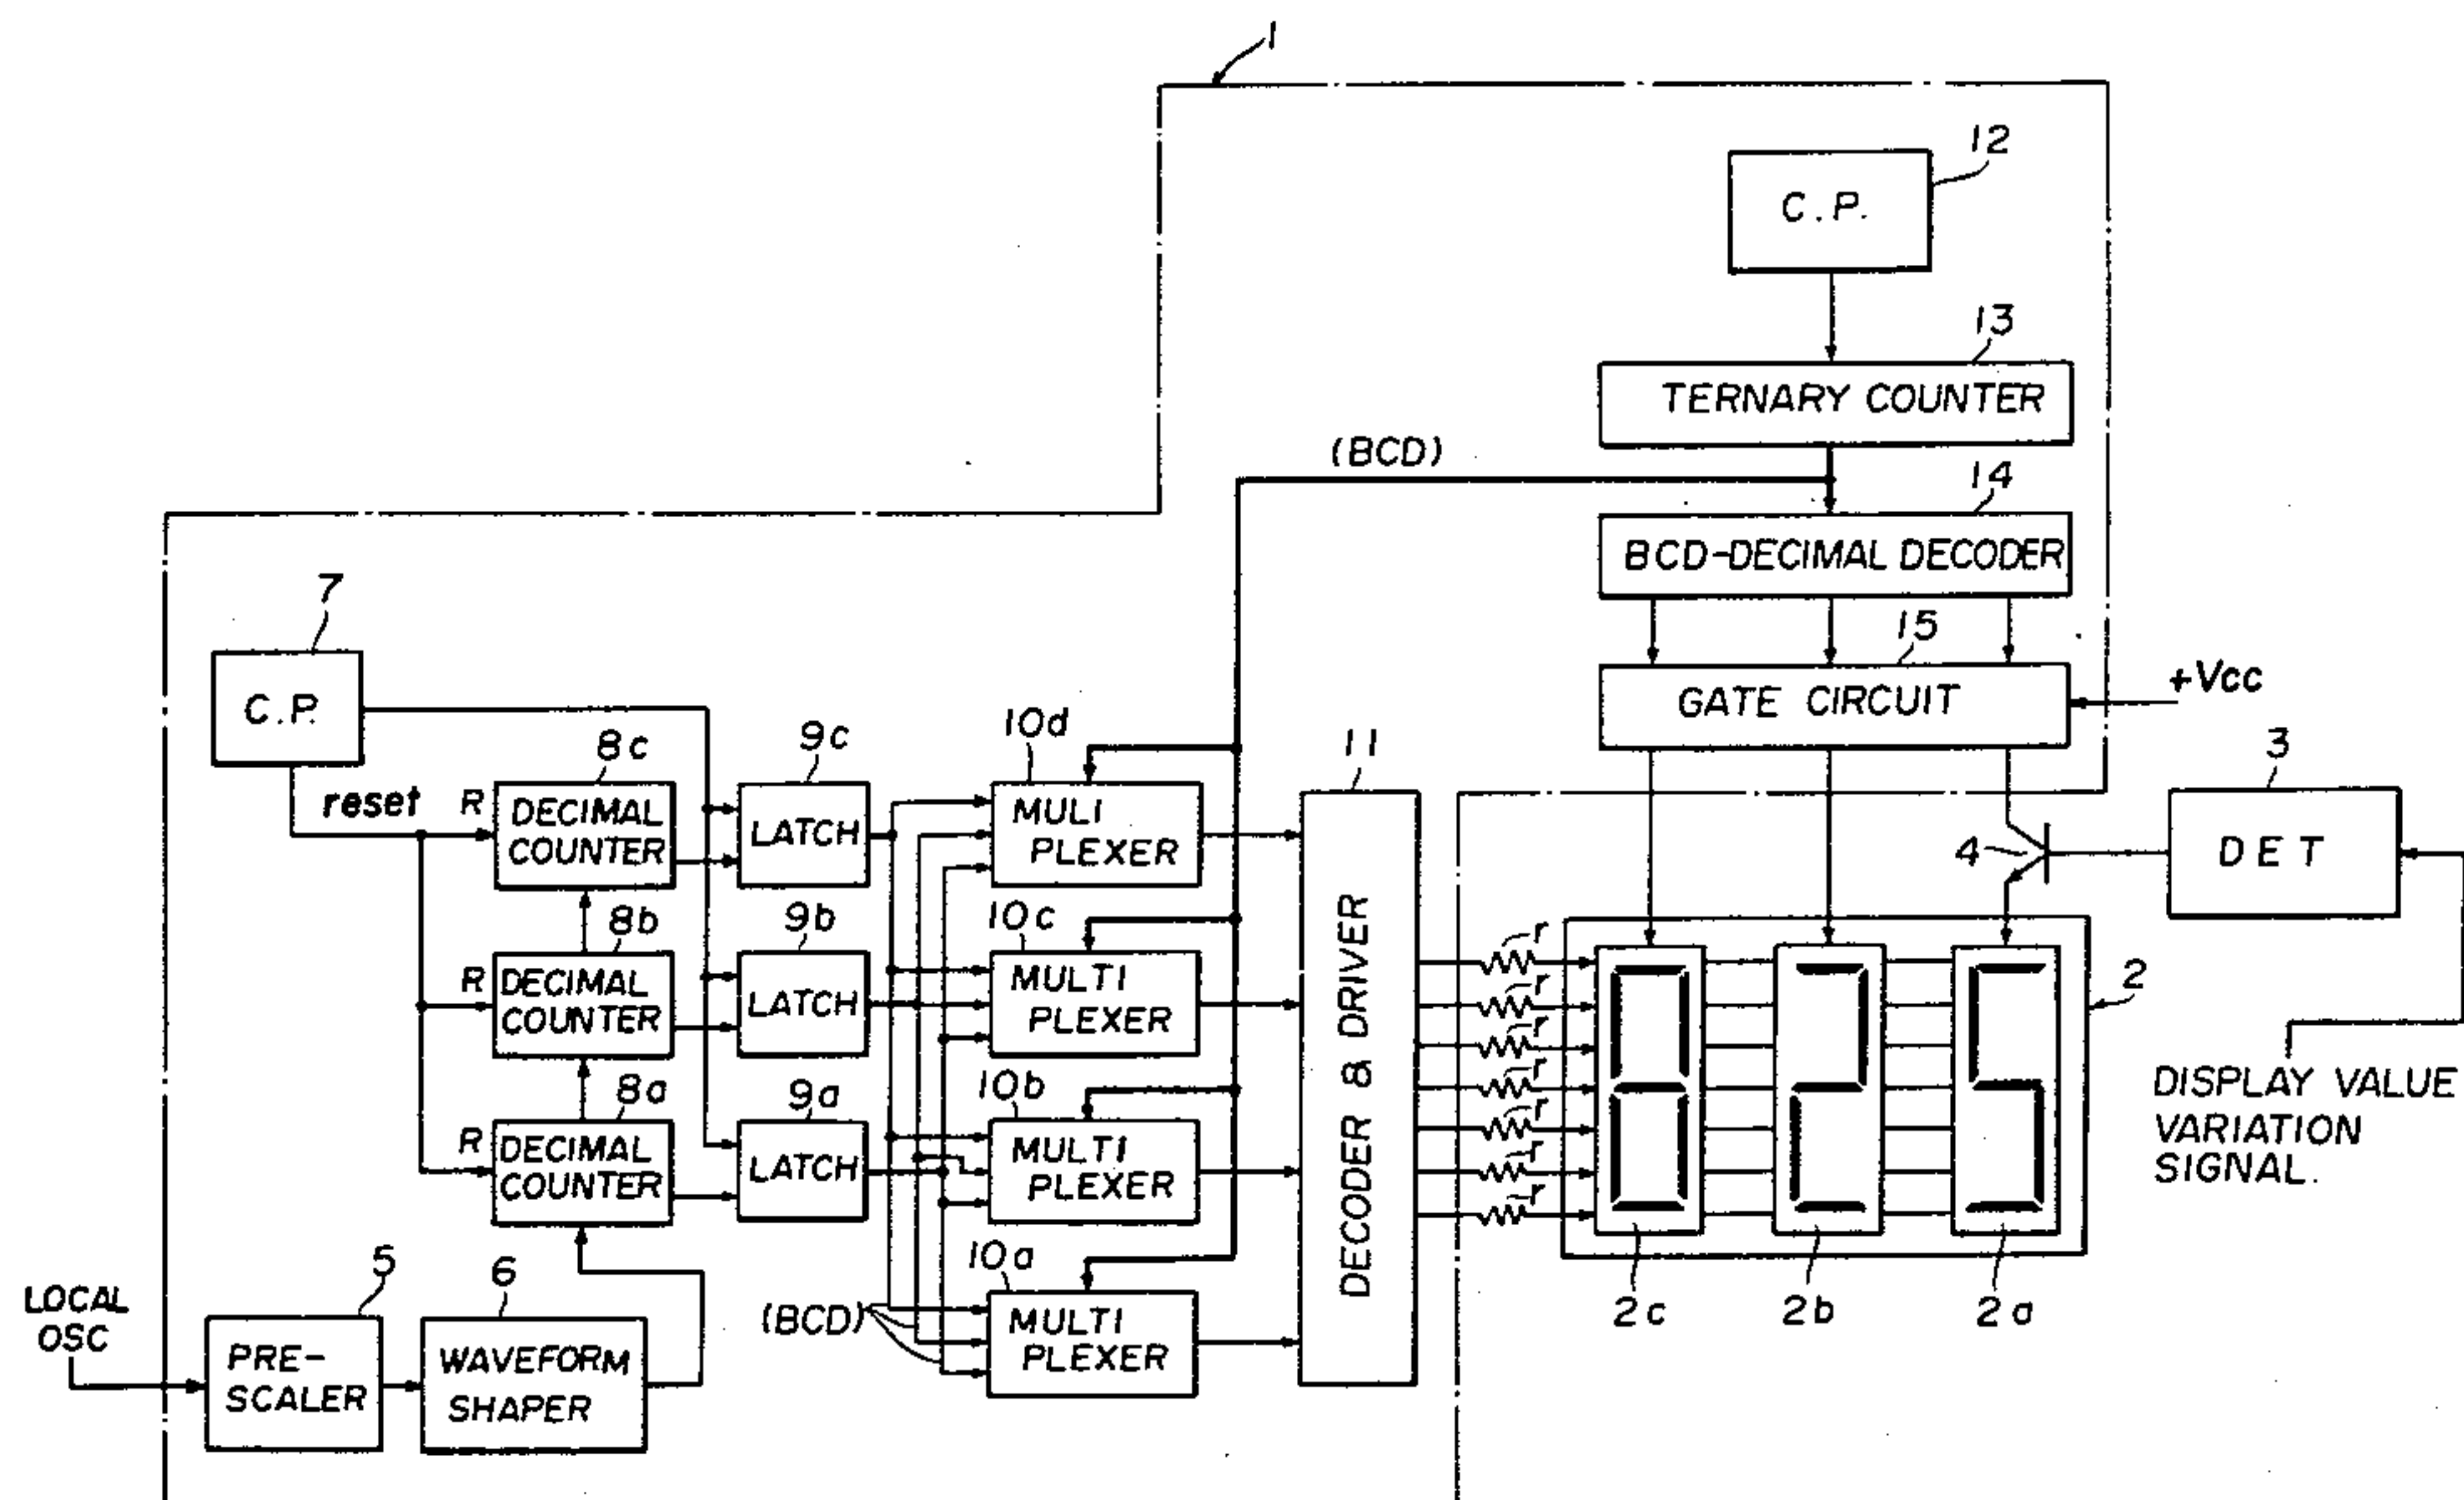 1
12
C.P.
13
TERNARY COUNTER
(BCD)
14
BCD-DECIMAL DECODER
15
GATE CIRCUIT
+Vcc
7
C.P.
reset
R
8c
DECIMAL
COUNTER
9c
LATCH
10d
MULI
PLEXER
11
DECODER & DRIVER
3
DET
4
R
8b
DECIMAL
COUNTER
9b
LATCH
10c
MULTI
PLEXER
R
8a
DECIMAL
COUNTER
9a
LATCH
10b
MULTI
PLEXER
10a
MULTI
PLEXER
(BCD)
r
r
r
r
r
r
r
8
2
5
2
2c
2b
2a
DISPLAY VALUE
VARIATION
SIGNAL.
LOCAL
OSC
5
PRE-
SCALER
6
WAVEFORM
SHAPER